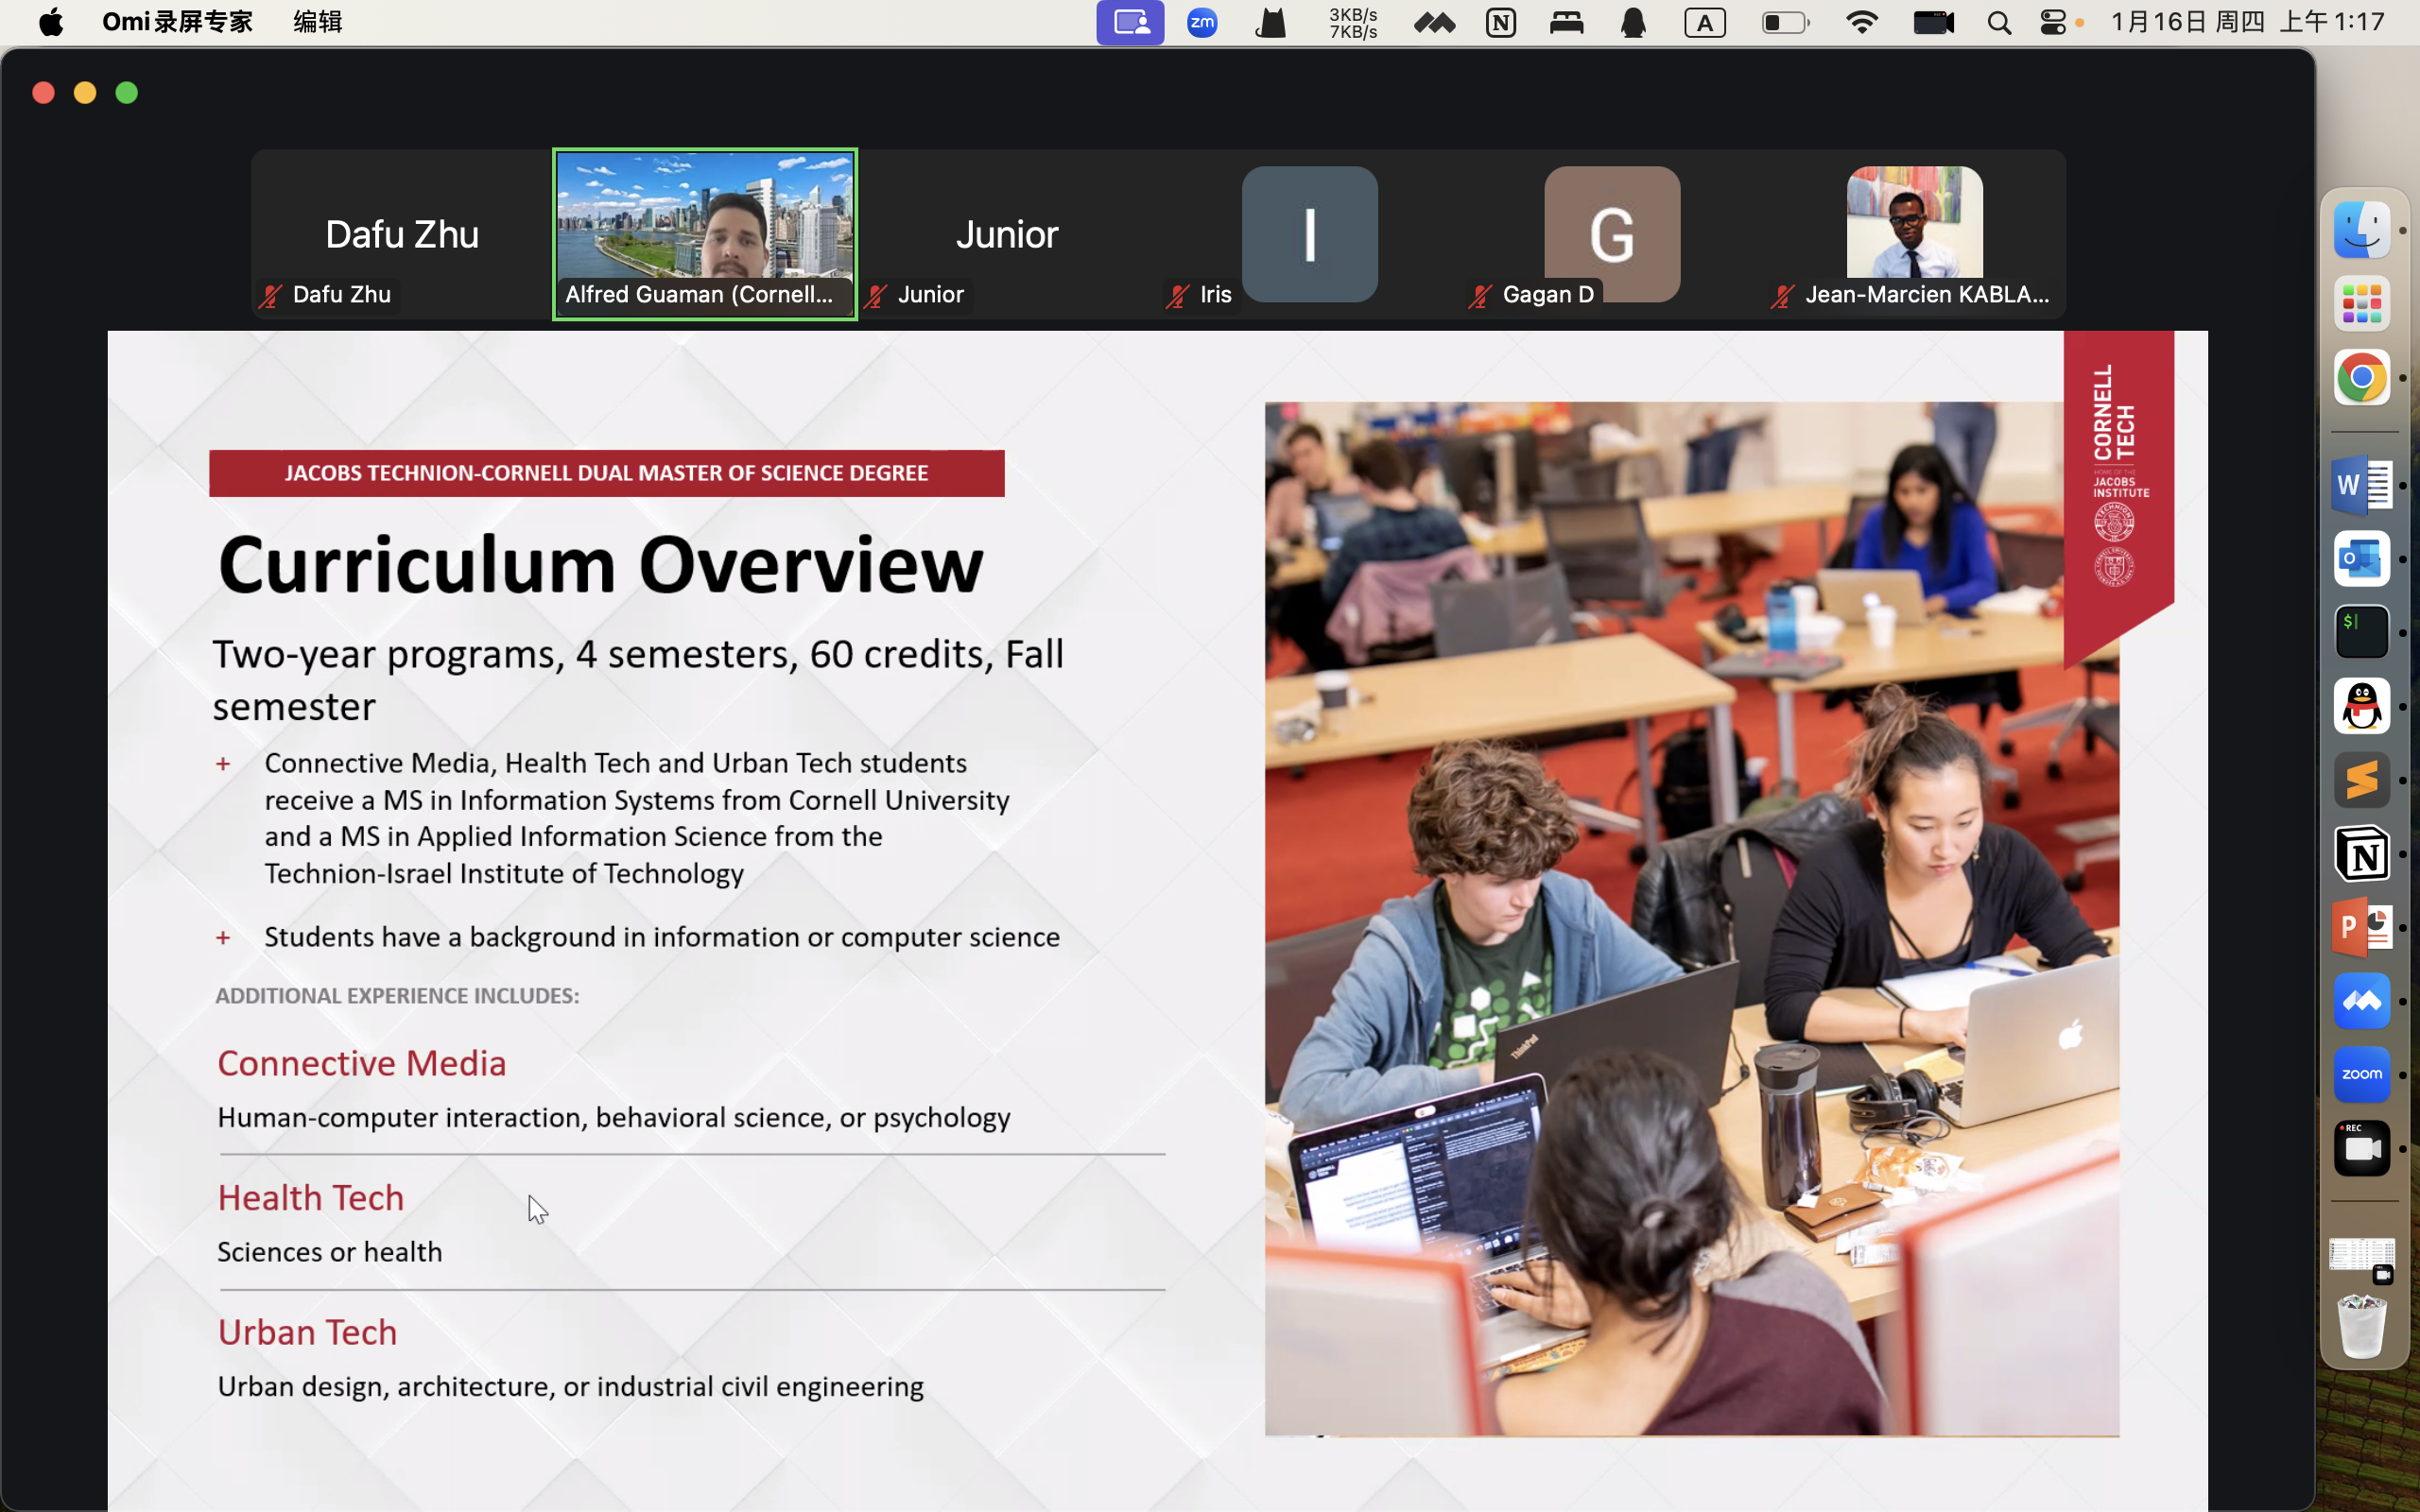 Omi录屏专家 编辑 zm 3KB/s N A 1月16日 周四 上午1:17
7KB/s
Dafu Zhu Junior I G
Dafu Zhu Alfred Guaman (Cornell... Junior Iris Gagan D Jean-Marcien KABLA...
CORNELL
TECH
HOME OF THE
JACOBS
INSTITUTE
JACOBS TECHNION-CORNELL DUAL MASTER OF SCIENCE DEGREE
Curriculum Overview
Two-year programs, 4 semesters, 60 credits, Fall
semester
+ Connective Media, Health Tech and Urban Tech students
receive a MS in Information Systems from Cornell University
and a MS in Applied Information Science from the
Technion-Israel Institute of Technology
+ Students have a background in information or computer science
ADDITIONAL EXPERIENCE INCLUDES:
Connective Media
Human-computer interaction, behavioral science, or psychology
Health Tech
Sciences or health
Urban Tech
Urban design, architecture, or industrial civil engineering
ThinkPad
W
O
$
N
P
zoom
REC